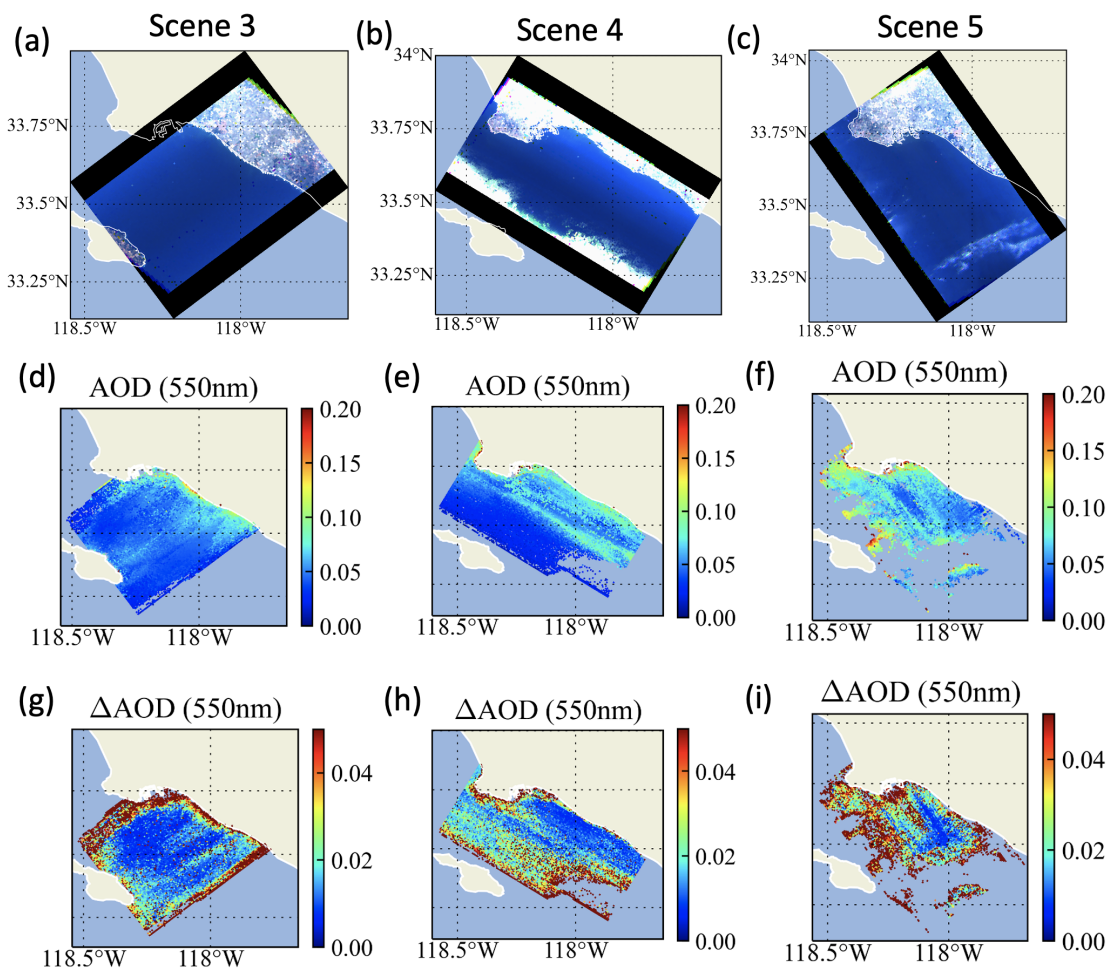 Scene 3
Scene 4
Scene 5
(a)
(b)
(c)
34°N
33.75°N
33.5°N
33.25°N
118.5°W
118°W
34°N
33.75°N
33.5°N
33.25°N
118.5°W
118°W
34°N
33.75°N
33.5°N
33.25°N
118.5°W
118°W
(d)
AOD (550nm)
0.20
0.15
0.10
0.05
0.00
118.5°W
118°W
(e)
AOD (550nm)
0.20
0.15
0.10
0.05
0.00
118.5°W
118°W
(f)
AOD (550nm)
0.20
0.15
0.10
0.05
0.00
118.5°W
118°W
(g)
ΔAOD (550nm)
0.04
0.02
0.00
118.5°W
118°W
(h)
ΔAOD (550nm)
0.04
0.02
0.00
118.5°W
118°W
(i)
ΔAOD (550nm)
0.04
0.02
0.00
118.5°W
118°W